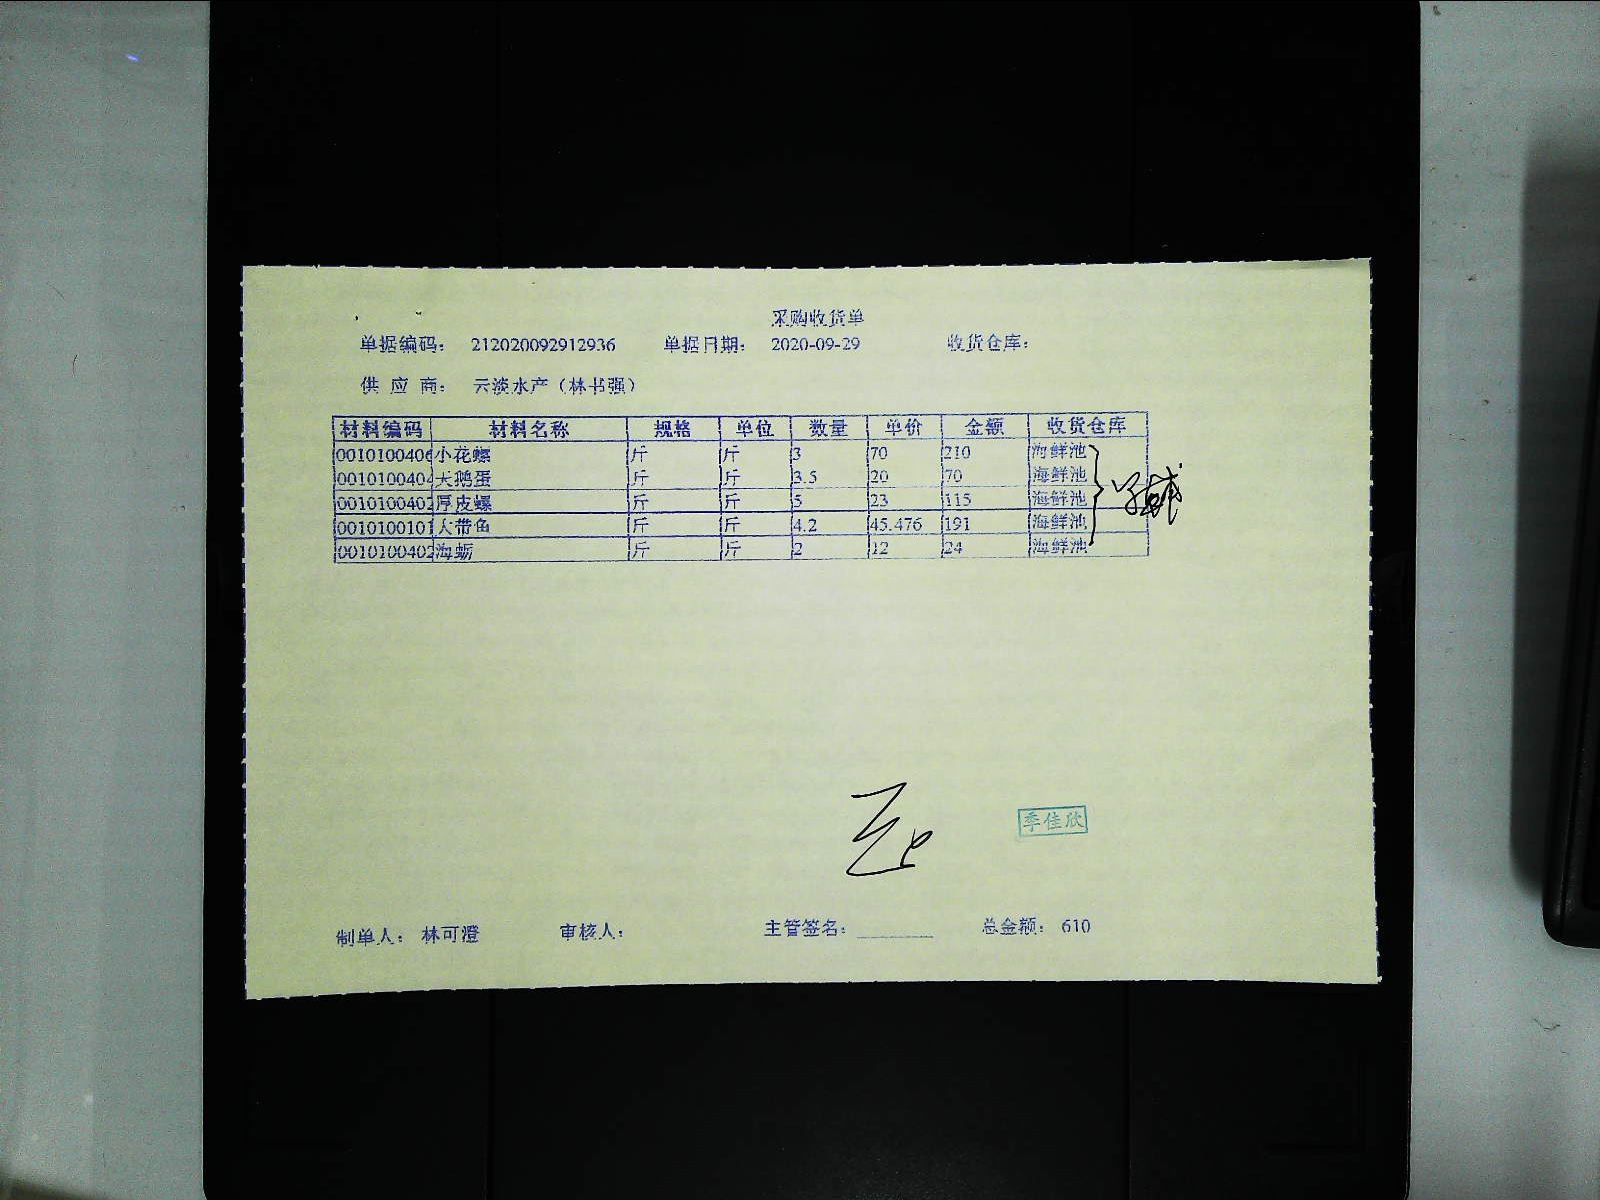 采购收货单
单据编码： 212020092912936 单据日期： 2020-09-29 收货仓库：
供 应 商： 云淡水产（林书强）
材料编码 材料名称 规格 单位 数量 单价 金额 收货仓库
0010100406 小花螺 斤 斤 3 70 210 海鲜池
0010100404 天鹅蛋 斤 斤 3.5 20 70 海鲜池
0010100402 厚皮螺 斤 斤 5 23 115 海鲜池
0010100101 大带鱼 斤 斤 4.2 45.476 191 海鲜池
0010100402 海蛎 斤 斤 2 12 24 海鲜池
季佳欣
制单人： 林可澄 审核人： 主管签名： 总金额： 610